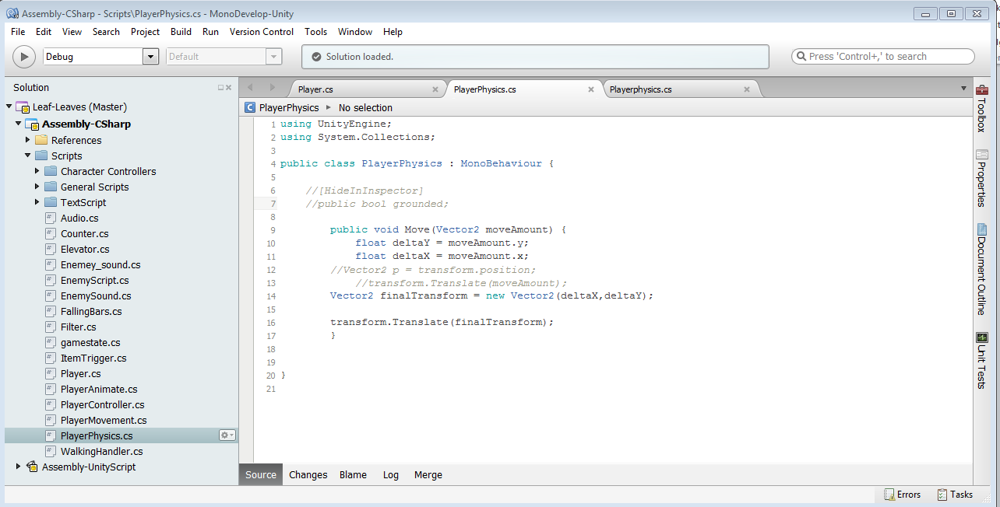 Assembly-CSharp - Scripts\PlayerPhysics.cs - MonoDevelop-Unity
File Edit View Search Project Build Run Version Control Tools Window Help
Debug Default Solution loaded. Press 'Control+,' to search
Solution
Leaf-Leaves (Master)
Assembly-CSharp
References
Scripts
Character Controllers
General Scripts
TextScript
Audio.cs
Counter.cs
Elevator.cs
Enemey_sound.cs
EnemyScript.cs
EnemySound.cs
FallingBars.cs
Filter.cs
gamestate.cs
ItemTrigger.cs
Player.cs
PlayerAnimate.cs
PlayerController.cs
PlayerMovement.cs
PlayerPhysics.cs
WalkingHandler.cs
Assembly-UnityScript
Player.cs PlayerPhysics.cs Playerphysics.cs
C PlayerPhysics No selection
1 using UnityEngine;
2 using System.Collections;
3
4 public class PlayerPhysics : MonoBehaviour {
5
6 //[HideInInspector]
7 //public bool grounded;
8
9 public void Move(Vector2 moveAmount) {
10 float deltaY = moveAmount.y;
11 float deltaX = moveAmount.x;
12 //Vector2 p = transform.position;
13 //transform.Translate(moveAmount);
14 Vector2 finalTransform = new Vector2(deltaX,deltaY);
15
16 transform.Translate(finalTransform);
17 }
18
19
20 }
21
Source Changes Blame Log Merge
Toolbox
Properties
Document Outline
Unit Tests
Errors Tasks